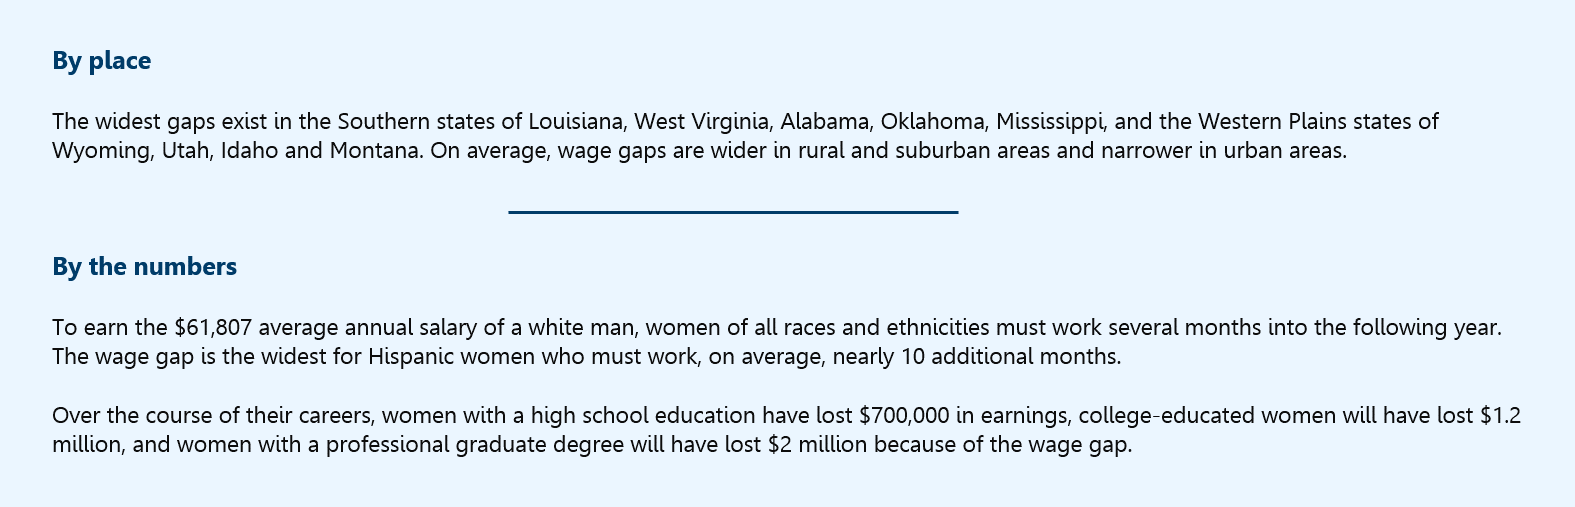 By place
The widest gaps exist in the Southern states of Louisiana, West Virginia, Alabama, Oklahoma, Mississippi, and the Western Plains states of
Wyoming, Utah, Idaho and Montana. On average, wage gaps are wider in rural and suburban areas and narrower in urban areas.
By the numbers
To earn the $61,807 average annual salary of a white man, women of all races and ethnicities must work several months into the following year.
The wage gap is the widest for Hispanic women who must work, on average, nearly 10 additional months.
Over the course of their careers, women with a high school education have lost $700,000 in earnings, college-educated women will have lost $1.2
million, and women with a professional graduate degree will have lost $2 million because of the wage gap.